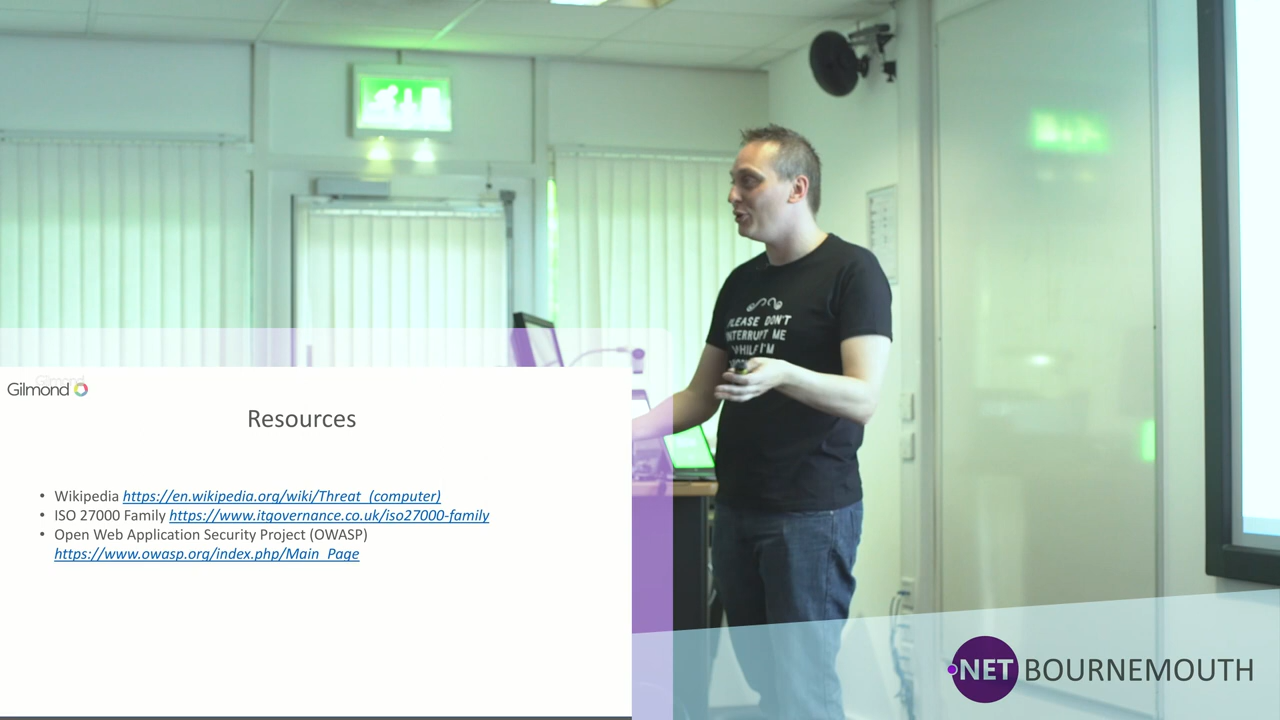 PLEASE DON'T
INTERRUPT ME
WHILE I'M
Gilmond
Resources
• Wikipedia https://en.wikipedia.org/wiki/Threat_(computer)
• ISO 27000 Family https://www.itgovernance.co.uk/iso27000-family
• Open Web Application Security Project (OWASP)
https://www.owasp.org/index.php/Main_Page
.NET BOURNEMOUTH